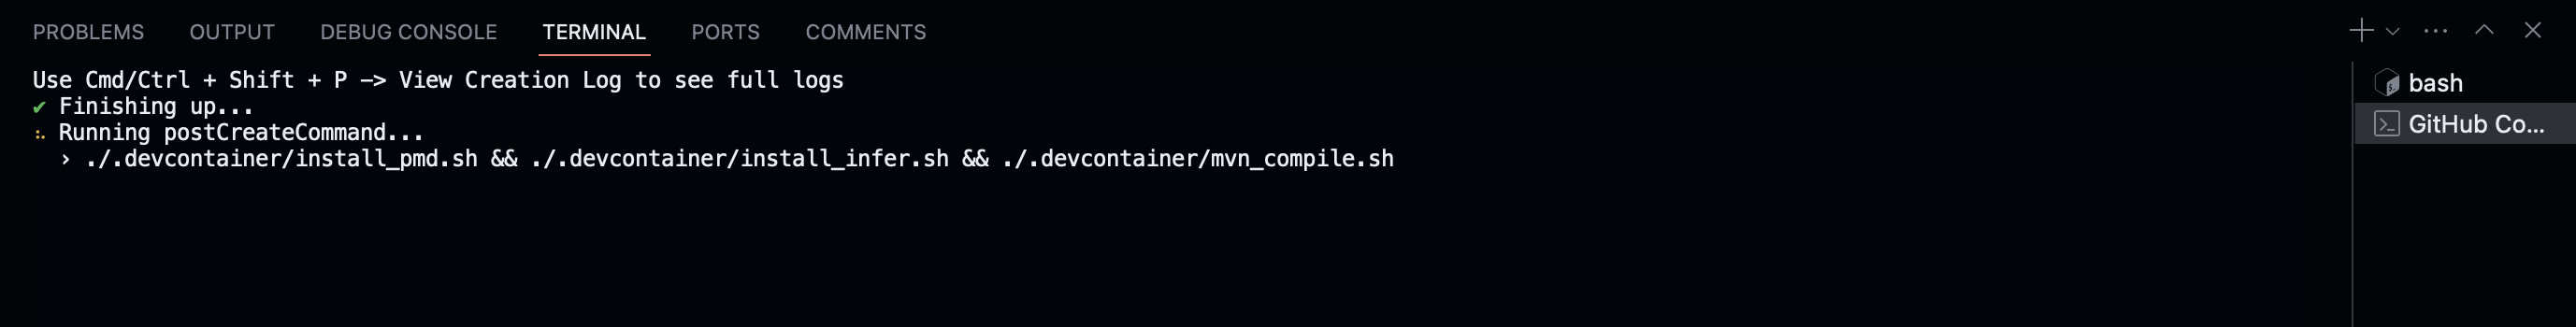 PROBLEMS OUTPUT DEBUG CONSOLE TERMINAL PORTS COMMENTS
Use Cmd/Ctrl + Shift + P -> View Creation Log to see full logs
✔ Finishing up...
Running postCreateCommand...
› ./.devcontainer/install_pmd.sh && ./.devcontainer/install_infer.sh && ./.devcontainer/mvn_compile.sh
bash
GitHub Co...